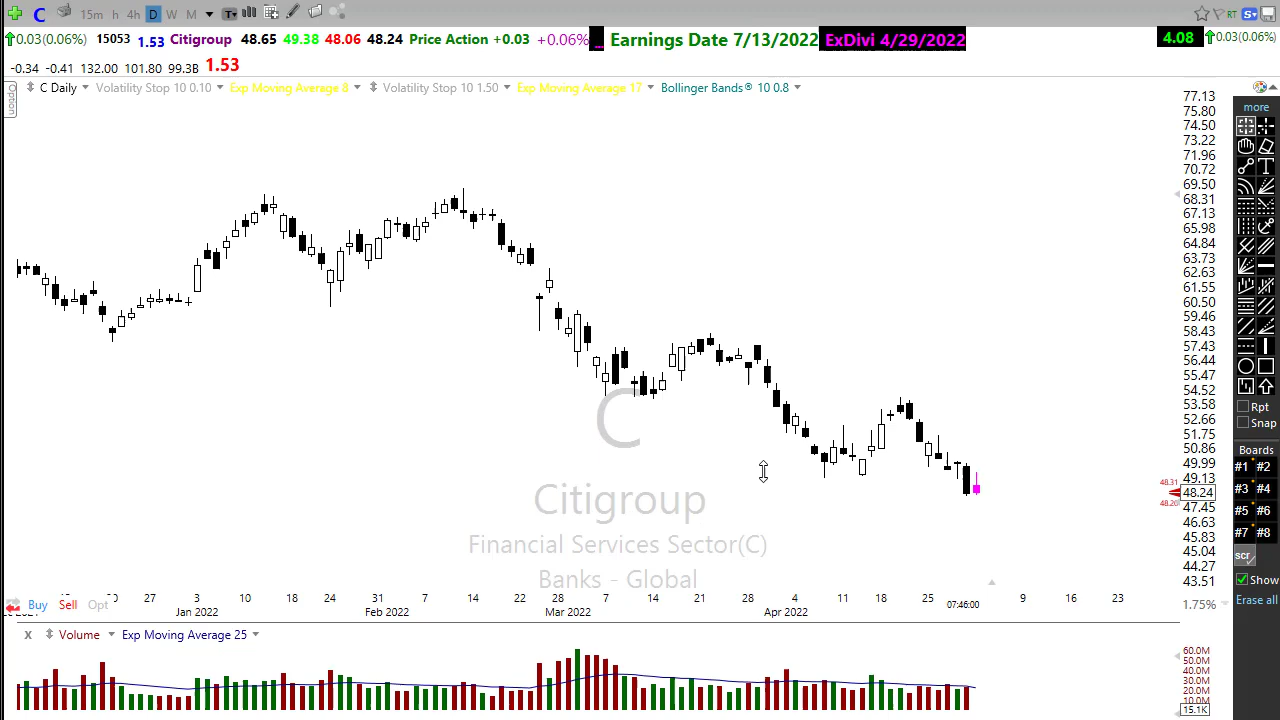 C 15m h 4h D W M T
0.03(0.06%) 15053 1.53 Citigroup 48.65 49.38 48.06 48.24 Price Action +0.03 +0.06% Earnings Date 7/13/2022 ExDivi 4/29/2022 4.08 0.03(0.06%)
-0.34 -0.41 132.00 101.80 99.3B 1.53
RT S
Option
C Daily Volatility Stop 10 0.10 Exp Moving Average 8 Volatility Stop 10 1.50 Exp Moving Average 17 Bollinger Bands® 10 0.8
77.13
75.80
74.50
73.22
71.96
70.72
69.50
68.31
67.13
65.98
64.84
63.73
62.63
61.55
60.50
59.46
58.43
57.43
56.44
55.47
54.52
53.58
52.66
51.75
50.86
49.99
49.13
48.31
48.24
48.20
47.45
46.63
45.83
45.04
44.27
43.51
1.75%
C
Citigroup
Financial Services Sector(C)
Banks - Global
27 3 10 18 24 31 7 14 22 28 7 14 21 28 4 11 18 25 07:46:00 9 16 23
Jan 2022 Feb 2022 Mar 2022 Apr 2022
Buy Sell Opt
X Volume Exp Moving Average 25
60.0M
50.0M
40.0M
30.0M
20.0M
10.0M
15.1K
more
T
Rpt
Snap
Boards
#1 #2
#3 #4
#5 #6
#7 #8
scr
Show
Erase all